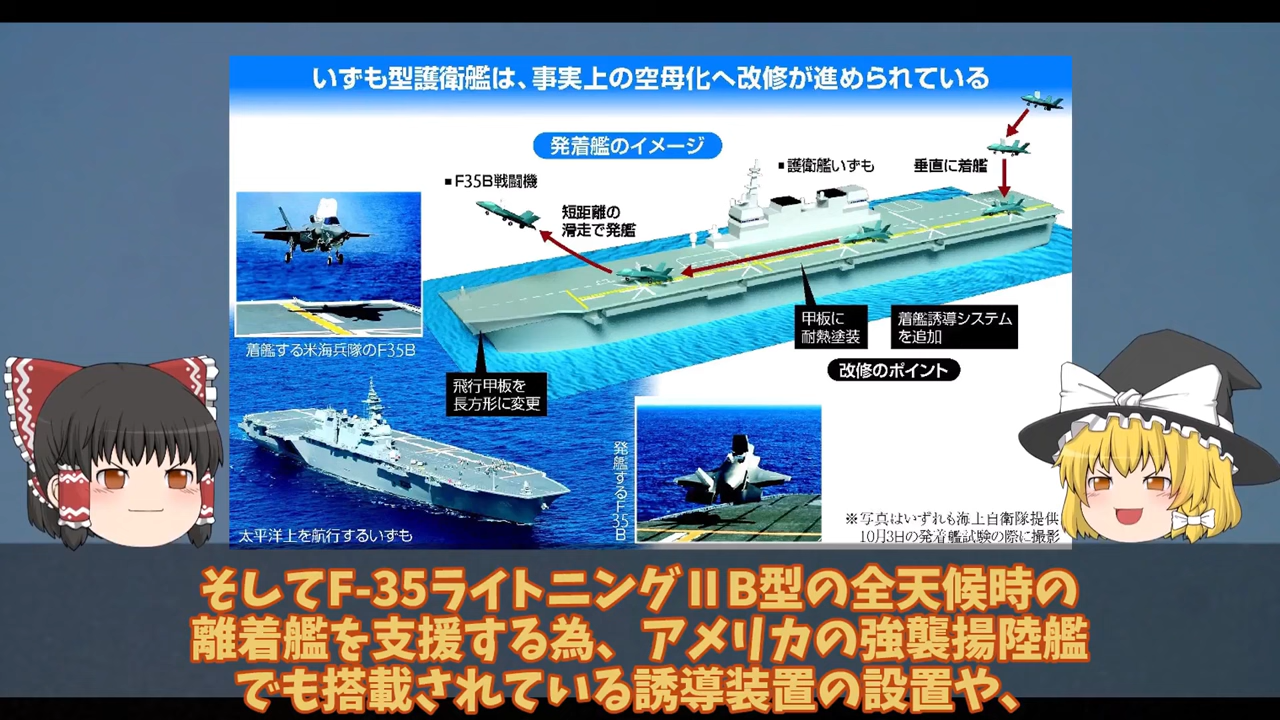 いずも型護衛艦は、事実上の空母化へ改修が進められている
発着艦のイメージ
■F35B戦闘機
短距離の
滑走で発艦
■護衛艦いずも
垂直に着艦
着艦する米海兵隊のF35B
甲板に
耐熱塗装
着艦誘導システム
を追加
改修のポイント
飛行甲板を
長方形に変更
太平洋上を航行するいずも
発艦するF35B
※写真はいずれも海上自衛隊提供
10月3日の発着艦試験の際に撮影
そしてF-35ライトニングⅡB型の全天候時の
離着艦を支援する為、アメリカの強襲揚陸艦
でも搭載されている誘導装置の設置や、